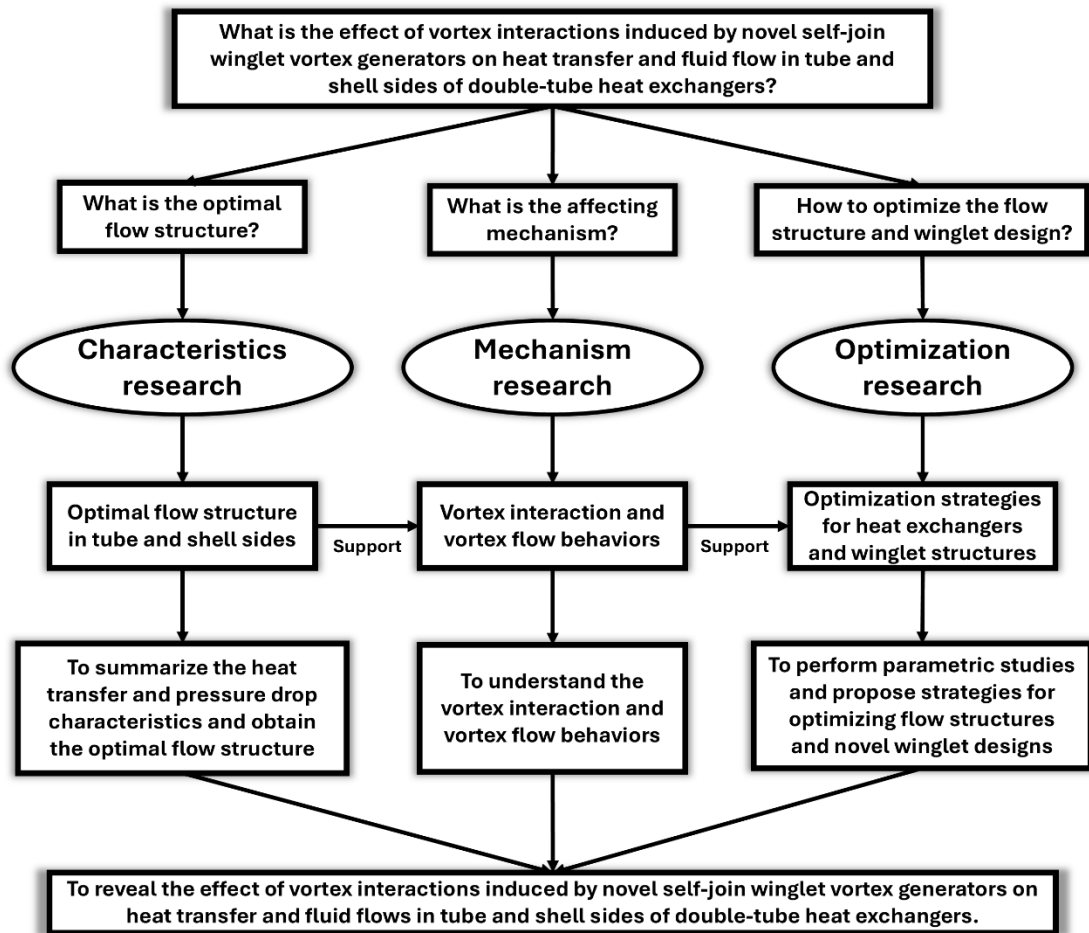 What is the effect of vortex interactions induced by novel self-join
winglet vortex generators on heat transfer and fluid flow in tube and
shell sides of double-tube heat exchangers?
What is the optimal
flow structure?
What is the affecting
mechanism?
How to optimize the flow
structure and winglet design?
Characteristics
research
Mechanism
research
Optimization
research
Optimal flow structure
in tube and shell sides
Support
Vortex interaction and
vortex flow behaviors
Support
Optimization strategies
for heat exchangers
and winglet structures
To summarize the heat
transfer and pressure drop
characteristics and obtain
the optimal flow structure
To understand the
vortex interaction and
vortex flow behaviors
To perform parametric studies
and propose strategies for
optimizing flow structures
and novel winglet designs
To reveal the effect of vortex interactions induced by novel self-join winglet vortex generators on
heat transfer and fluid flows in tube and shell sides of double-tube heat exchangers.